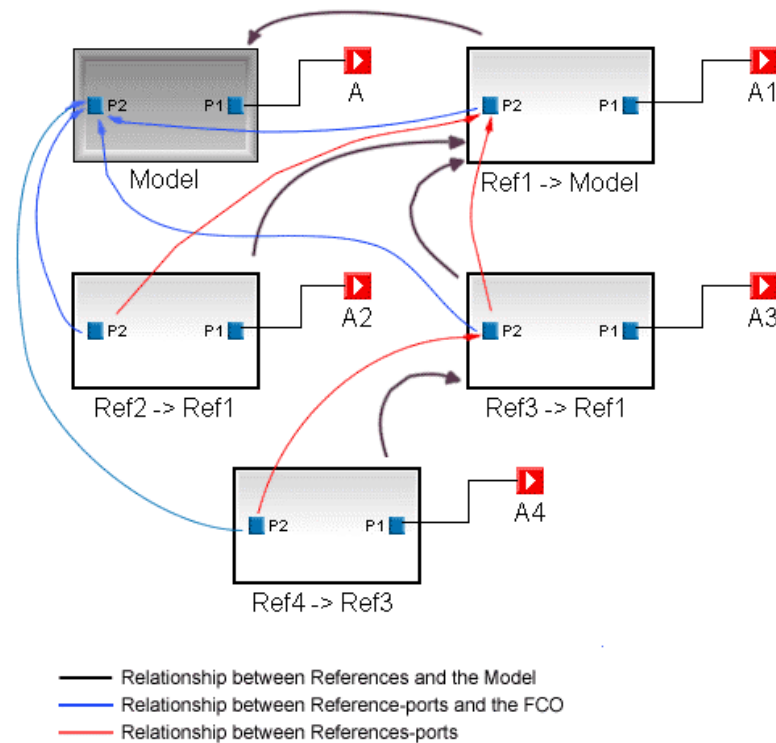 P2 P1 A
Model
P2 P1 A1
Ref1 -> Model
P2 P1 A2
Ref2 -> Ref1
P2 P1 A3
Ref3 -> Ref1
P2 P1 A4
Ref4 -> Ref3
Relationship between References and the Model
Relationship between Reference-ports and the FCO
Relationship between References-ports